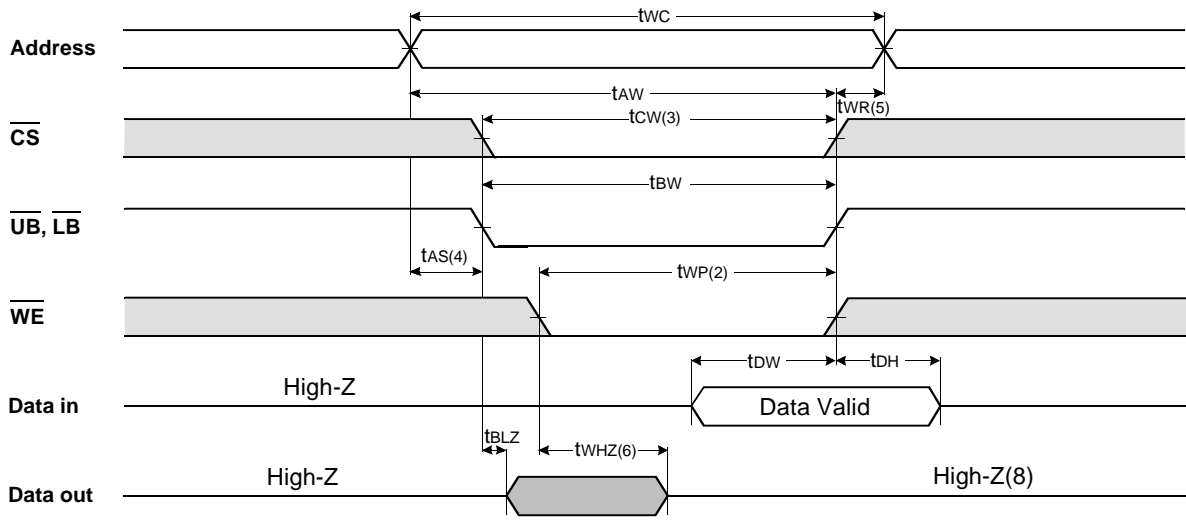 tWC
Address
tAW
tWR(5)
tCW(3)
CS
tBW
UB, LB
tAS(4)
tWP(2)
WE
tDW
tDH
High-Z
Data in
Data Valid
tBLZ
tWHZ(6)
High-Z
High-Z(8)
Data out